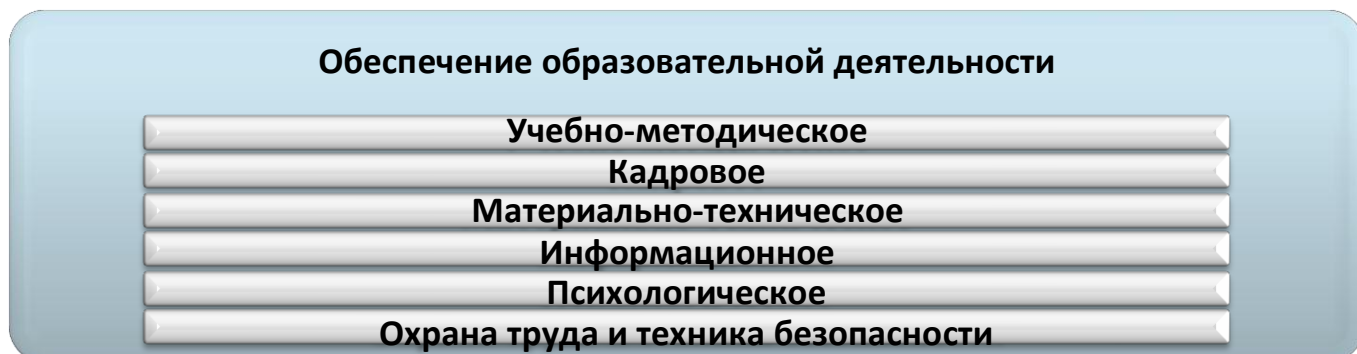 Обеспечение образовательной деятельности
Учебно-методическое
Кадровое
Материально-техническое
Информационное
Психологическое
Охрана труда и техника безопасности